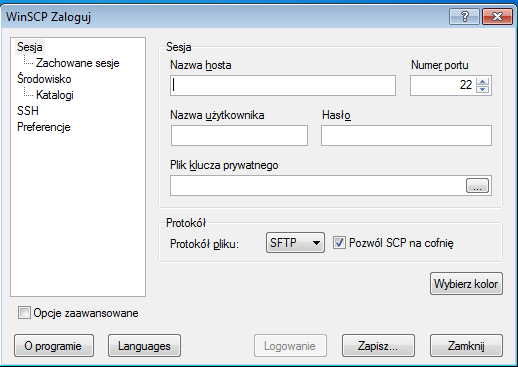 WinSCP Zaloguj
Sesja
Zachowane sesje
Środowisko
Katalogi
SSH
Preferencje
Sesja
Nazwa hosta
Numer portu
22
Nazwa użytkownika
Hasło
Plik klucza prywatnego
...
Protokół
Protokół pliku:
SFTP
Pozwól SCP na cofnię
Wybierz kolor
Opcje zaawansowane
O programie
Languages
Logowanie
Zapisz...
Zamknij